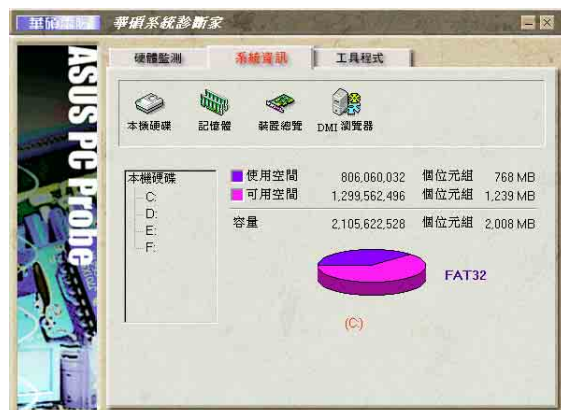 華碩系統診斷家
ASUS PC Probe
硬體監測
系統資訊
工具程式
本機硬碟
記憶體
裝置總覽
DMI 瀏覽器
本機硬碟
C:
D:
E:
F:
使用空間 806,060,032 個位元組 768 MB
可用空間 1,299,562,496 個位元組 1,239 MB
容量 2,105,622,528 個位元組 2,008 MB
FAT32
(C:)